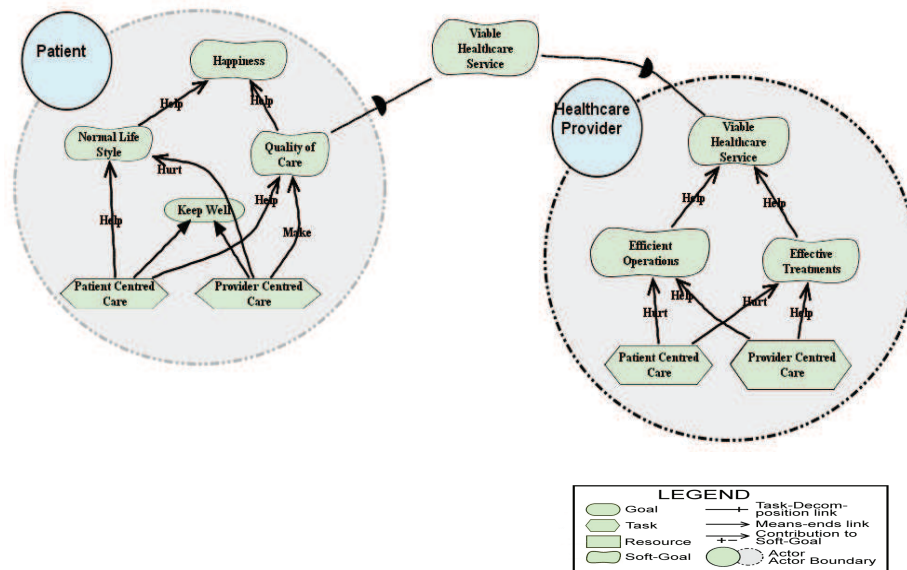 Patient
Happiness
Help
Help
Normal Life
Style
Quality of
Care
Hurt
Keep Well
Help
Help
Make
Patient Centred
Care
Provider Centred
Care
Viable
Healthcare
Service
Healthcare
Provider
Viable
Healthcare
Service
Help
Help
Efficient
Operations
Effective
Treatments
Hurt
Help
Hurt
Help
Patient Centred
Care
Provider Centred
Care
LEGEND
Goal
Task
Resource
Soft-Goal
Task-Decom-
position link
Means-ends link
Contribution to
Soft-Goal
+ -
Actor
Actor Boundary